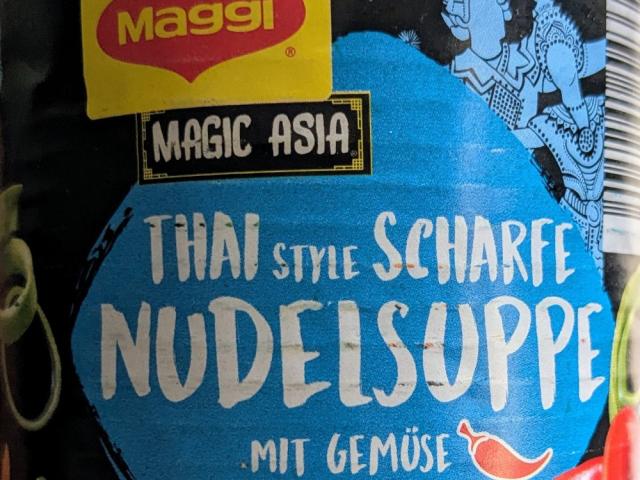 Maggi ®
MAGIC ASIA
THAI STYLE SCHARFE
NUDELSUPPE
MIT GEMÜSE